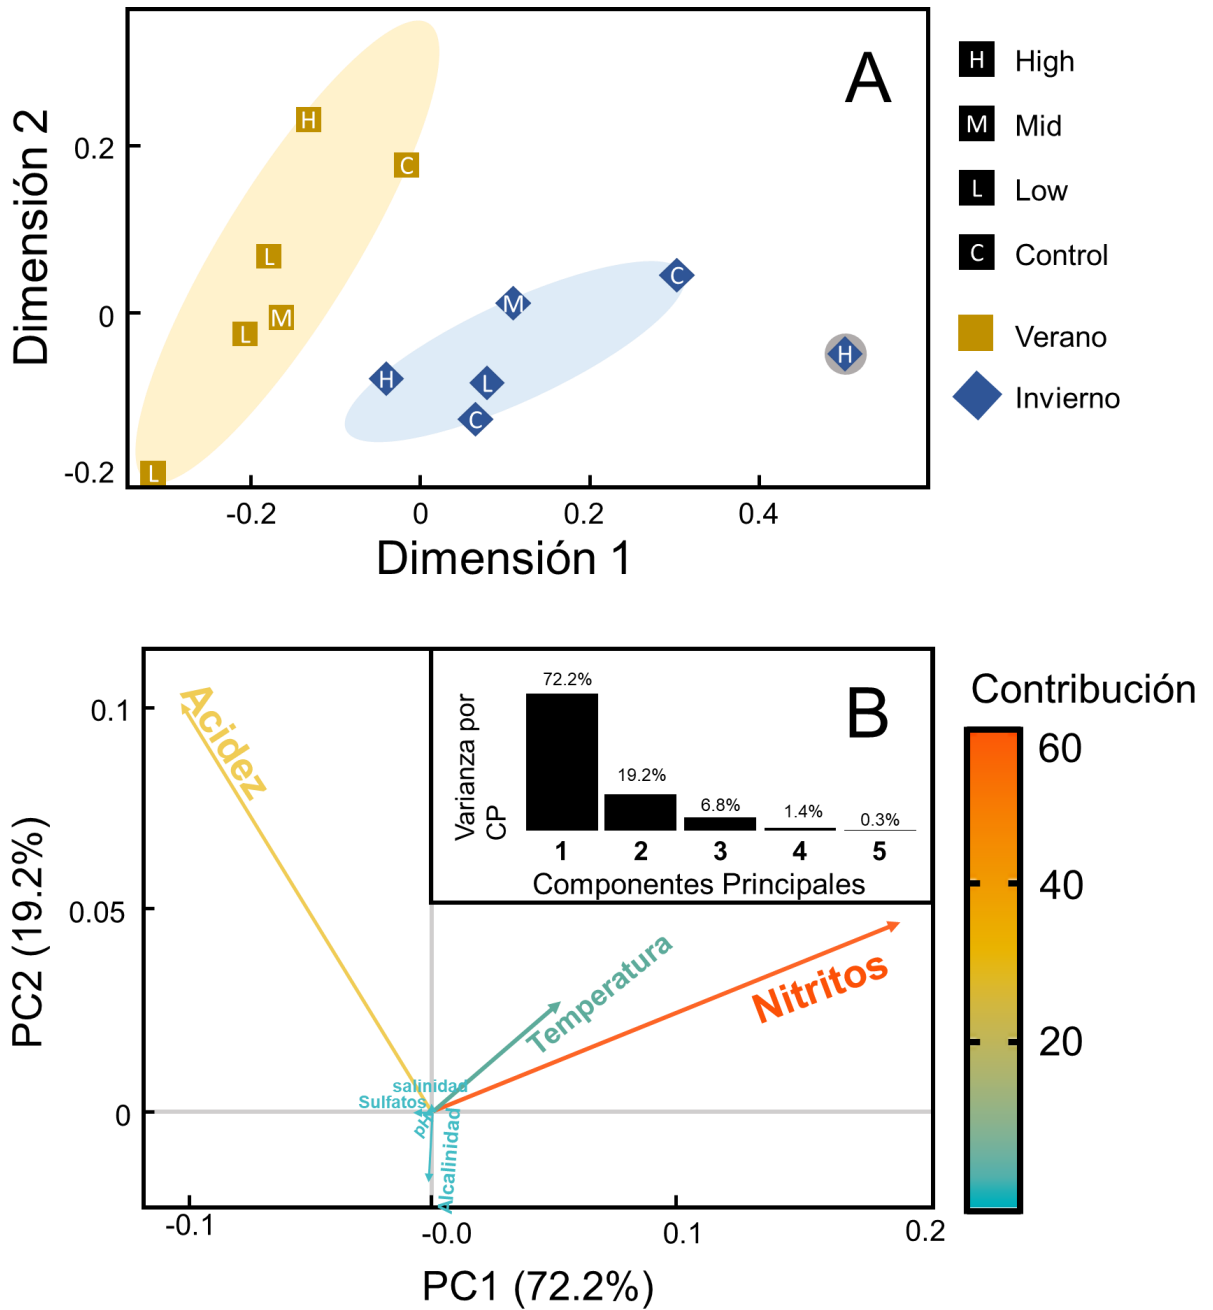 A
Dimensión 2
0.2
0
-0.2
-0.2
0
0.2
0.4
Dimensión 1
H
C
L
M
L
L
H
M
L
C
C
H
H High
M Mid
L Low
C Control
Verano
Invierno
B
PC2 (19.2%)
0.1
0.05
0
-0.1
-0.0
0.1
0.2
PC1 (72.2%)
Acidez
Temperatura
Nitritos
salinidad
Sulfatos
pH
Alcalinidad
Varianza por
CP
72.2%
19.2%
6.8%
1.4%
0.3%
1 2 3 4 5
Componentes Principales
Contribución
60
40
20